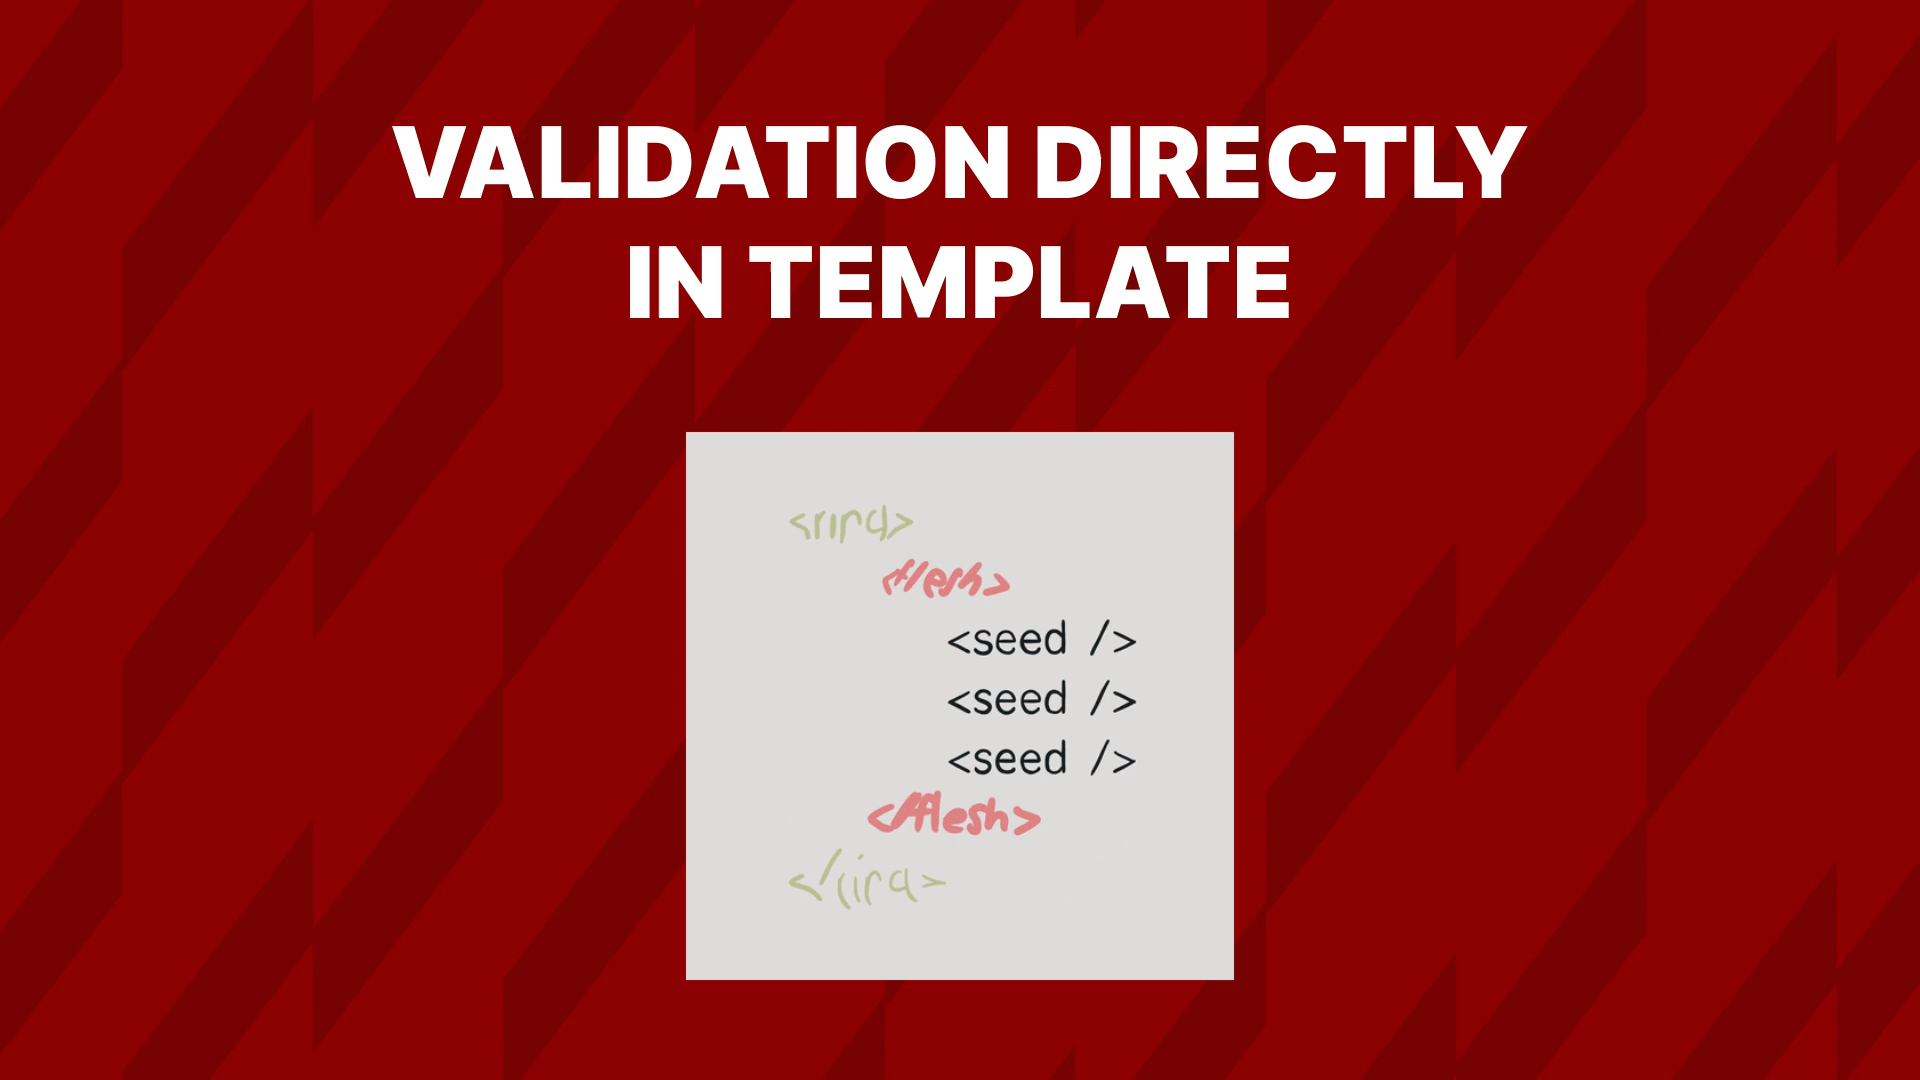 VALIDATION DIRECTLY
IN TEMPLATE
<flesh>
<seed />
<seed />
<seed />
</flesh>